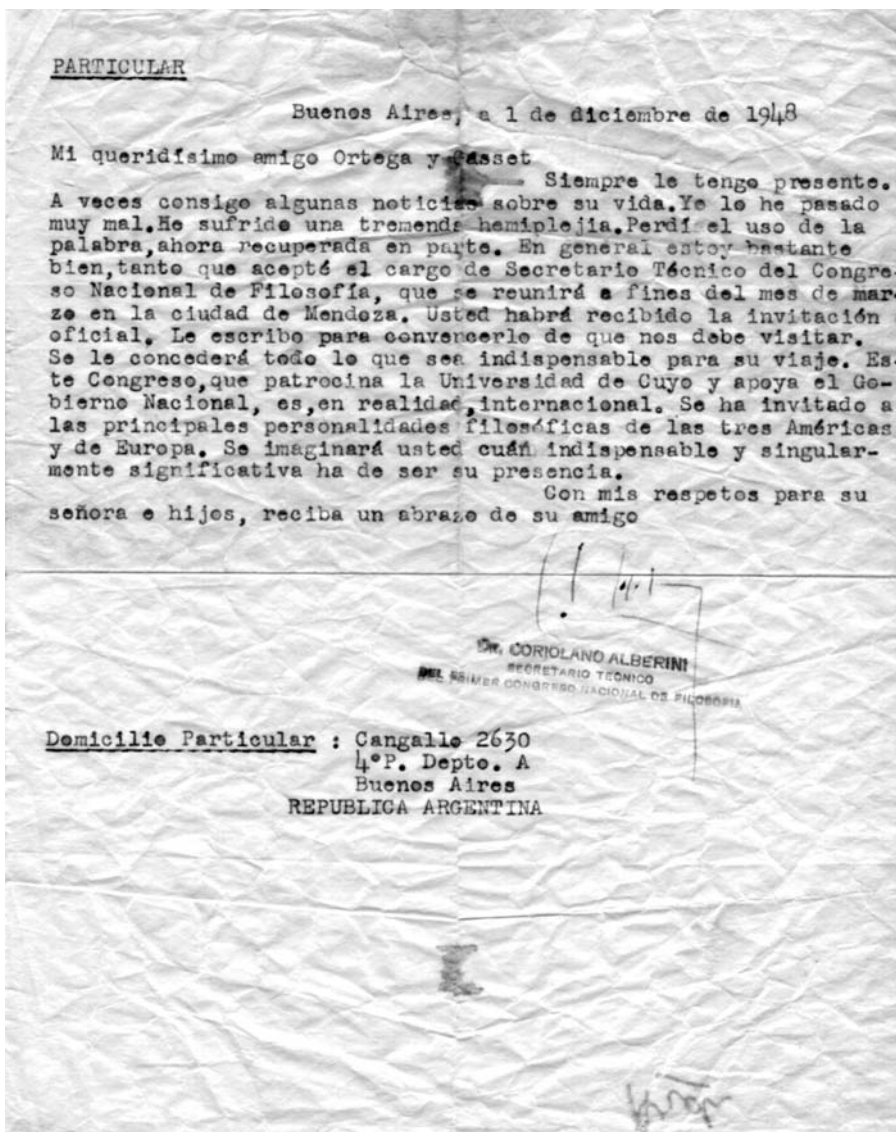 PARTICULAR
Buenos Aires, a 1 de diciembre de 1948
Mi queridísimo amigo Ortega y Gasset
Siempre le tengo presente.
A veces consigo algunas noticias sobre su vida.Yo lo he pasado
muy mal.He sufrido una tremenda hemiplejia.Perdí el uso de la
palabra,ahora recuperada en parte. En general estoy bastante
bien,tanto que acepté el cargo de Secretario Técnico del Congre-
so Nacional de Filosofía, que se reunirá a fines del mes de mar-
zo en la ciudad de Mendoza. Usted habrá recibido la invitación
oficial. Le escribo para convencerlo de que nos debe visitar.
Se le concederá todo lo que sea indispensable para su viaje. Es-
te Congreso,que patrocina la Universidad de Cuyo y apoya el Go-
bierno Nacional, es,en realidad,internacional. Se ha invitado a
las principales personalidades filosóficas de las tres Américas
y de Europa. Se imaginará usted cuán indispensable y singular-
mente significativa ha de ser su presencia.
Con mis respetos para su
señora e hijos, reciba un abrazo de su amigo
DR. CORIOLANO ALBERINI
SECRETARIO TECNICO
DEL PRIMER CONGRESO NACIONAL DE FILOSOFIA
Domicilio Particular : Cangallo 2630
4°P. Depto. A
Buenos Aires
REPUBLICA ARGENTINA